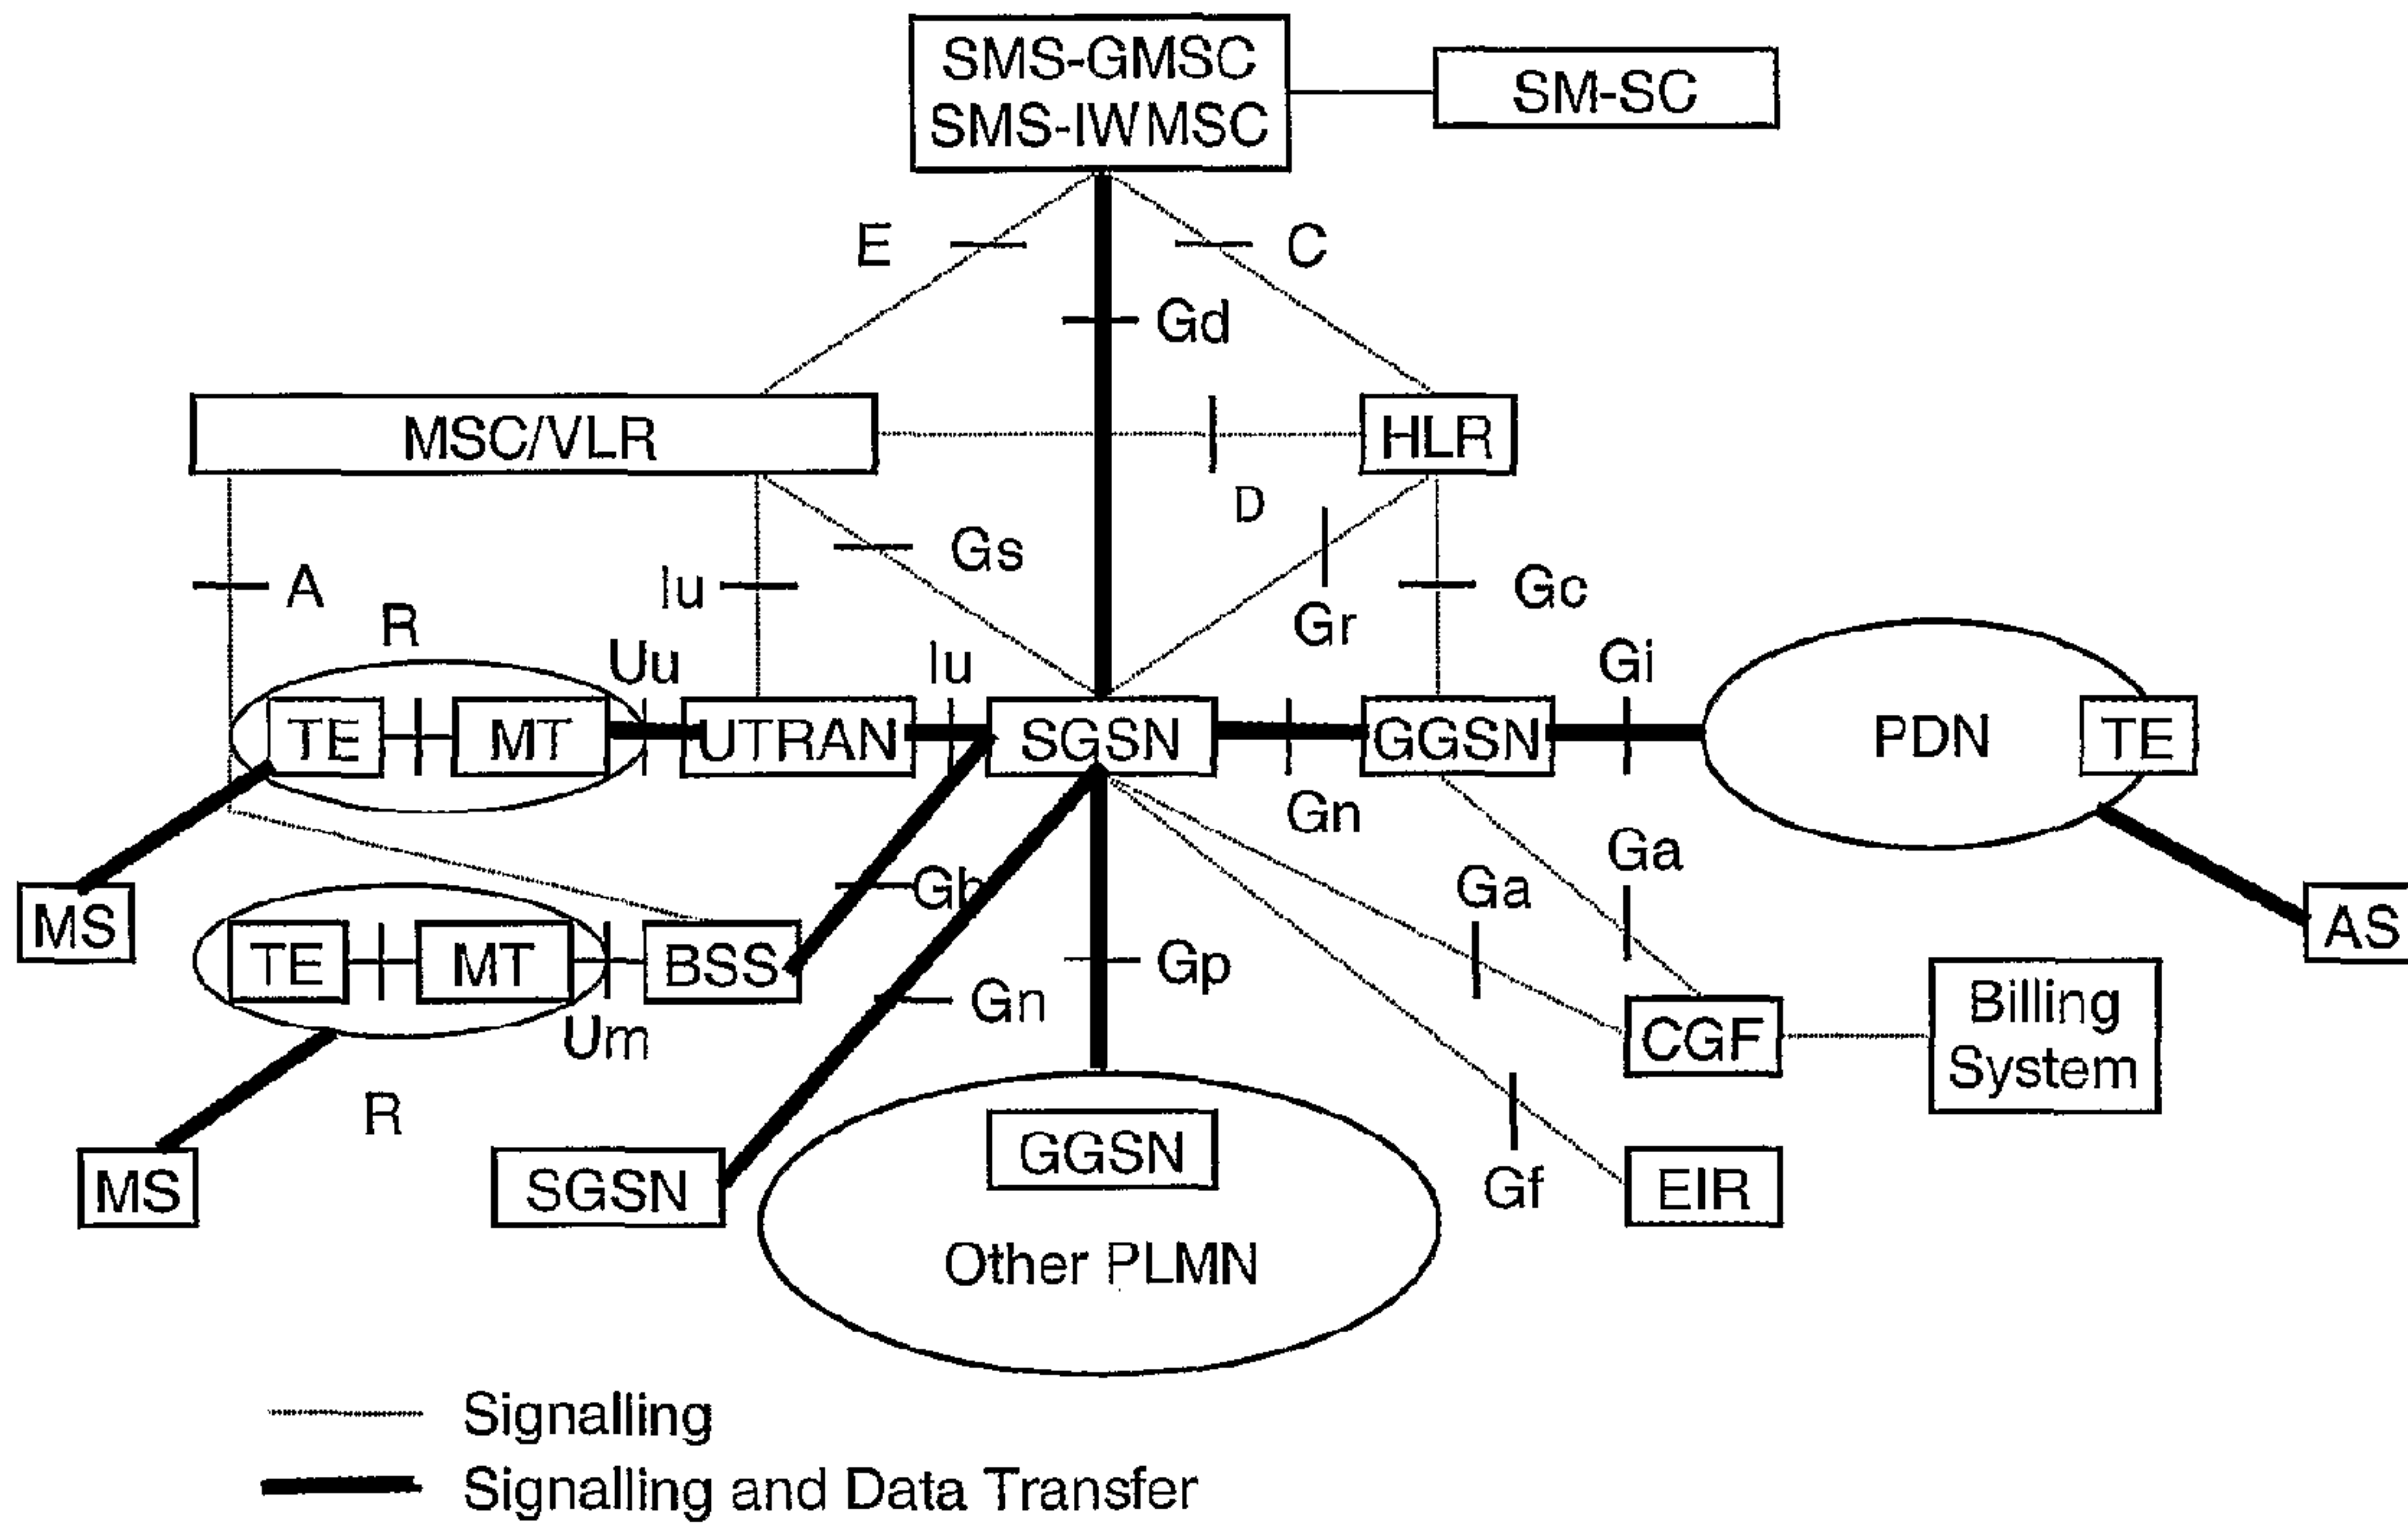 SMS-GMSC
SMS-IWMSC
SM-SC
E
C
Gd
MSC/VLR
HLR
D
Gs
A
Iu
Gr
Gc
R
Uu
Iu
Gi
TE
MT
UTRAN
SGSN
GGSN
PDN
TE
Gn
Ga
Ga
MS
Gb
AS
TE
MT
BSS
Gp
Um
Gn
CGF
Billing
System
R
MS
SGSN
GGSN
Gf
EIR
Other PLMN
Signalling
Signalling and Data Transfer